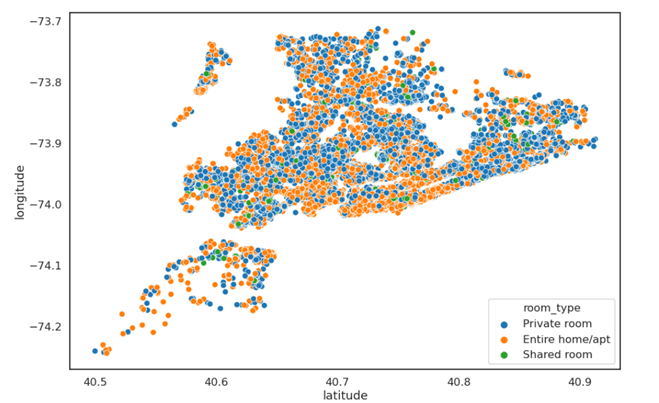 −73.7
−73.8
−73.9
−74.0
−74.1
−74.2
longitude
room_type
Private room
Entire home/apt
Shared room
40.5 40.6 40.7 40.8 40.9
latitude